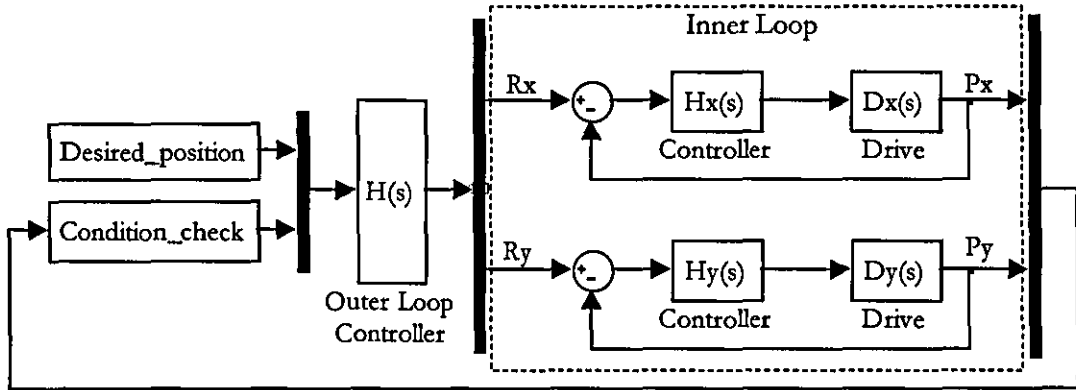 Inner Loop
Rx
+
-
Hx(s)
Controller
Dx(s)
Drive
Px
Desired_position
Condition_check
H(s)
Outer Loop
Controller
Ry
+
-
Hy(s)
Controller
Dy(s)
Drive
Py